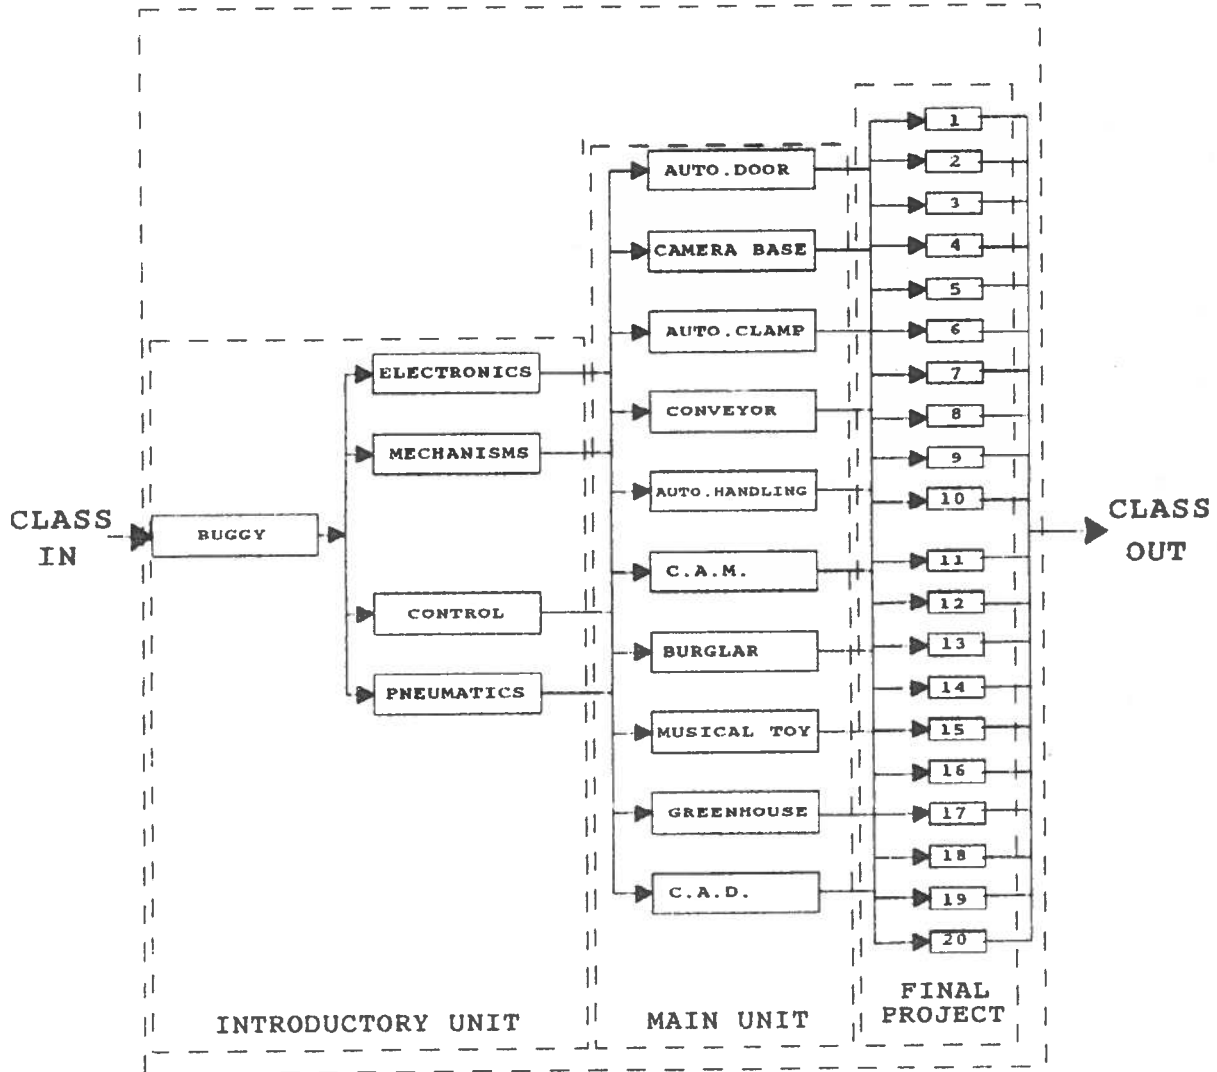 CLASS
IN
BUGGY
ELECTRONICS
MECHANISMS
CONTROL
PNEUMATICS
INTRODUCTORY UNIT
AUTO.DOOR
CAMERA BASE
AUTO.CLAMP
CONVEYOR
AUTO.HANDLING
C.A.M.
BURGLAR
MUSICAL TOY
GREENHOUSE
C.A.D.
MAIN UNIT
1
2
3
4
5
6
7
8
9
10
11
12
13
14
15
16
17
18
19
20
FINAL
PROJECT
CLASS
OUT